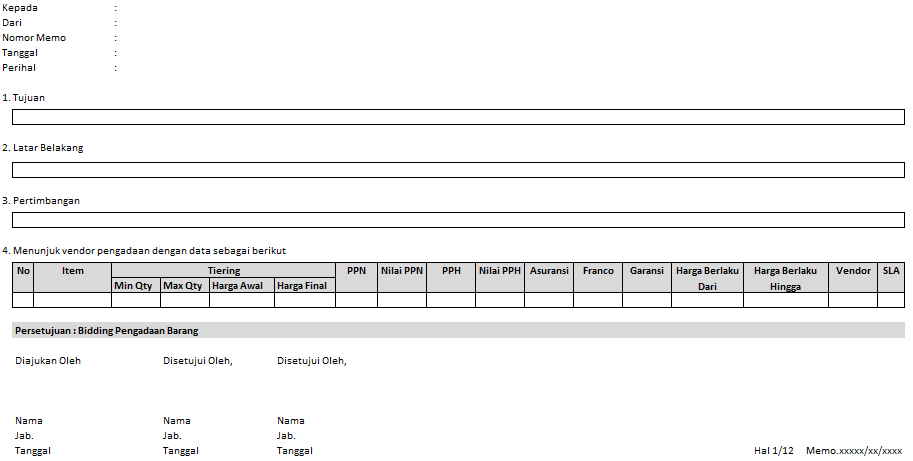 Kepada :
Dari :
Nomor Memo :
Tanggal :
Perihal :
1. Tujuan
2. Latar Belakang
3. Pertimbangan
4. Menunjuk vendor pengadaan dengan data sebagai berikut
No Item Tiering PPN Nilai PPN PPH Nilai PPH Asuransi Franco Garansi Harga Berlaku Dari Harga Berlaku Hingga Vendor SLA
Min Qty Max Qty Harga Awal Harga Final
Persetujuan : Bidding Pengadaan Barang
Diajukan Oleh Disetujui Oleh, Disetujui Oleh,
Nama Nama Nama
Jab. Jab. Jab.
Tanggal Tanggal Tanggal Hal 1/12 Memo.xxxxx/xx/xxxx